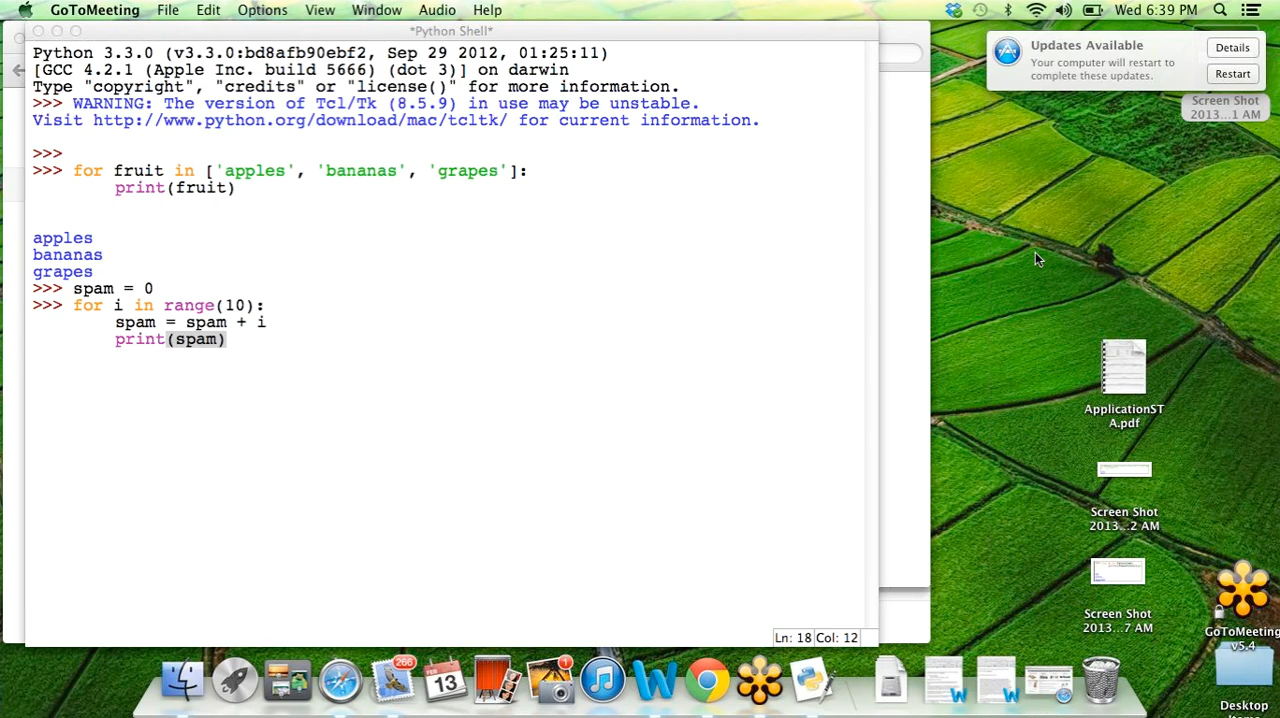 GoToMeeting File Edit Options View Window Audio Help Wed 6:39 PM
*Python Shell*
Python 3.3.0 (v3.3.0:bd8afb90ebf2, Sep 29 2012, 01:25:11)
[GCC 4.2.1 (Apple Inc. build 5666) (dot 3)] on darwin
Type "copyright", "credits" or "license()" for more information.
>>> WARNING: The version of Tcl/Tk (8.5.9) in use may be unstable.
Visit http://www.python.org/download/mac/tcltk/ for current information.
>>>
>>> for fruit in ['apples', 'bananas', 'grapes']:
print(fruit)
apples
bananas
grapes
>>> spam = 0
>>> for i in range(10):
spam = spam + i
print(spam)
Ln: 18 Col: 12
Updates Available
Your computer will restart to
complete these updates.
Details
Restart
Screen Shot
2013...1 AM
ApplicationST
A.pdf
Screen Shot
2013...2 AM
Screen Shot
2013...7 AM
GoToMeeting
v5.4
Desktop
266
FEB
13
1